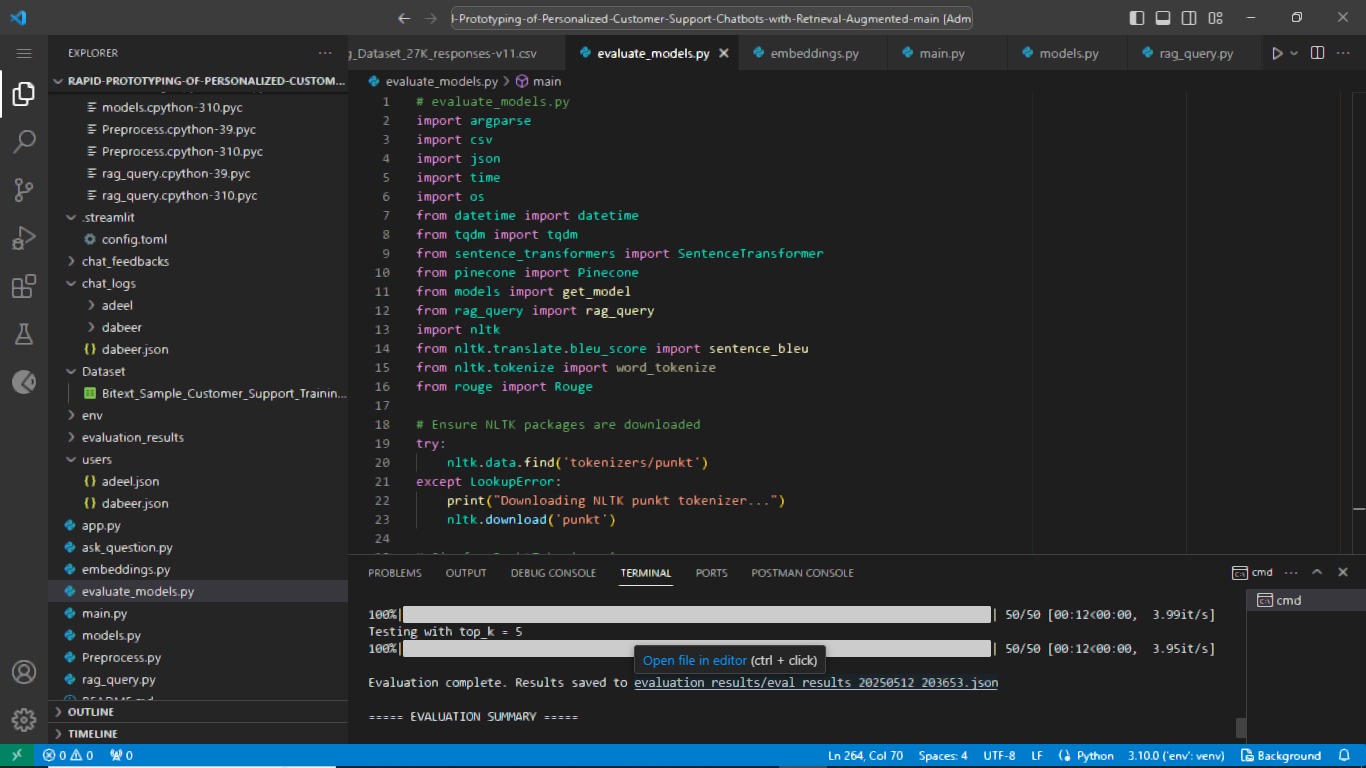 -Prototyping-of-Personalized-Customer-Support-Chatbots-with-Retrieval-Augmented-main [Adm
EXPLORER
g_Dataset_27K_responses-v11.csv
evaluate_models.py
embeddings.py
main.py
models.py
rag_query.py
RAPID-PROTOTYPING-OF-PERSONALIZED-CUSTOM...
evaluate_models.py > main
models.cpython-310.pyc
Preprocess.cpython-39.pyc
Preprocess.cpython-310.pyc
rag_query.cpython-39.pyc
rag_query.cpython-310.pyc
.streamlit
config.toml
chat_feedbacks
chat_logs
adeel
dabeer
dabeer.json
Dataset
Bitext_Sample_Customer_Support_Trainin...
env
evaluation_results
users
adeel.json
dabeer.json
app.py
ask_question.py
embeddings.py
evaluate_models.py
main.py
models.py
Preprocess.py
rag_query.py
README.md
OUTLINE
TIMELINE
1 # evaluate_models.py
2 import argparse
3 import csv
4 import json
5 import time
6 import os
7 from datetime import datetime
8 from tqdm import tqdm
9 from sentence_transformers import SentenceTransformer
10 from pinecone import Pinecone
11 from models import get_model
12 from rag_query import rag_query
13 import nltk
14 from nltk.translate.bleu_score import sentence_bleu
15 from nltk.tokenize import word_tokenize
16 from rouge import Rouge
17
18 # Ensure NLTK packages are downloaded
19 try:
20 nltk.data.find('tokenizers/punkt')
21 except LookupError:
22 print("Downloading NLTK punkt tokenizer...")
23 nltk.download('punkt')
24
PROBLEMS OUTPUT DEBUG CONSOLE TERMINAL PORTS POSTMAN CONSOLE
cmd
cmd
100%| | 50/50 [00:12<00:00, 3.99it/s]
Testing with top_k = 5
100%| | 50/50 [00:12<00:00, 3.95it/s]
Open file in editor (ctrl + click)
Evaluation complete. Results saved to evaluation_results/eval_results_20250512_203653.json
===== EVALUATION SUMMARY =====
0 0 0
Ln 264, Col 70 Spaces: 4 UTF-8 LF Python 3.10.0 ('env': venv) Background